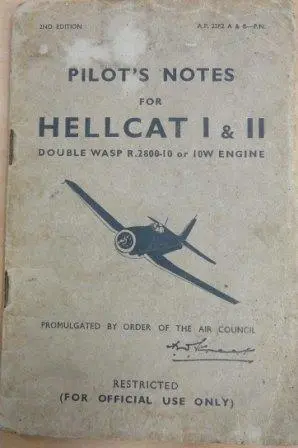 2ND EDITION. A.P. 2351 A & B—P.N.
PILOT'S NOTES
FOR
HELLCAT I & II
DOUBLE WASP R.2800-10 or 10W ENGINE
PROMULGATED BY ORDER OF THE AIR COUNCIL
RESTRICTED
(FOR OFFICIAL USE ONLY)